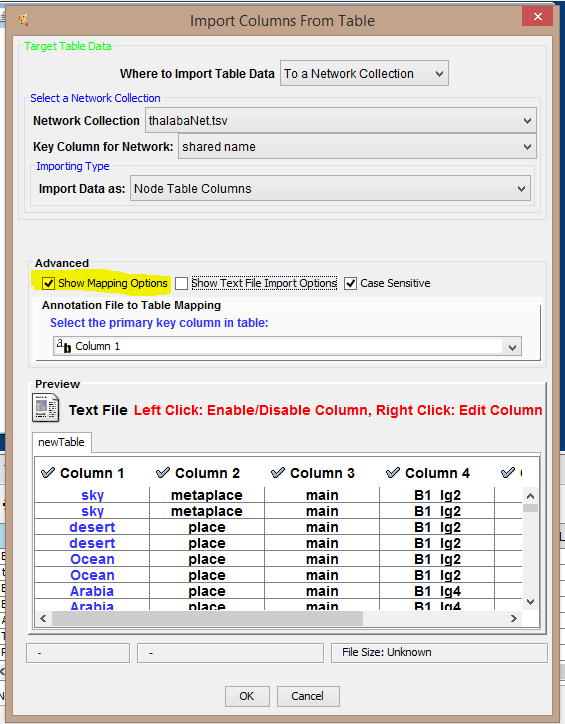 Import Columns From Table
Target Table Data
Where to Import Table Data To a Network Collection
Select a Network Collection
Network Collection thalabaNet.tsv
Key Column for Network: shared name
Importing Type
Import Data as: Node Table Columns
Advanced
Show Mapping Options Show Text File Import Options Case Sensitive
Annotation File to Table Mapping
Select the primary key column in table:
ab Column 1
Preview
Text File Left Click: Enable/Disable Column, Right Click: Edit Column
newTable
Column 1 Column 2 Column 3 Column 4
sky metaplace main B1 lg2
sky metaplace main B1 lg2
desert place main B1 lg2
desert place main B1 lg2
Ocean place main B1 lg2
Ocean place main B1 lg2
Arabia place main B1 lg4
Arabia place main B1 lg4
- - File Size: Unknown
OK Cancel